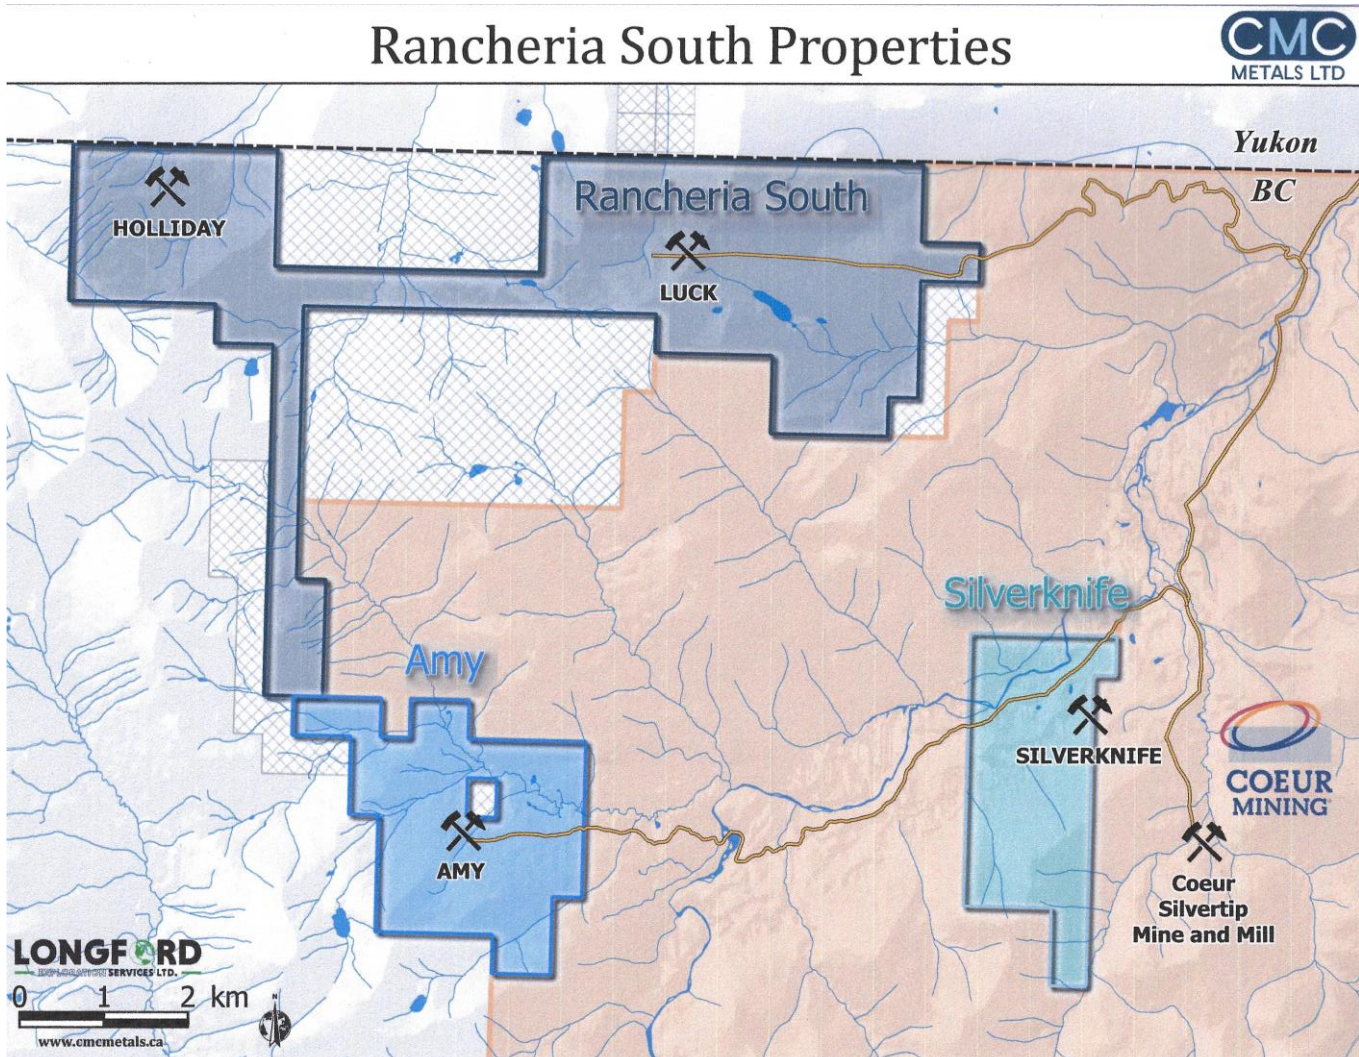 Rancheria South Properties
CMC
METALS LTD
Yukon
BC
HOLLIDAY
Rancheria South
LUCK
Silverknife
Amy
SILVERKNIFE
COEUR
MINING
AMY
Coeur
Silvertip
Mine and Mill
LONGFORD
EXPLORATION SERVICES LTD.
0 1 2 km
N
www.cmcmetals.ca